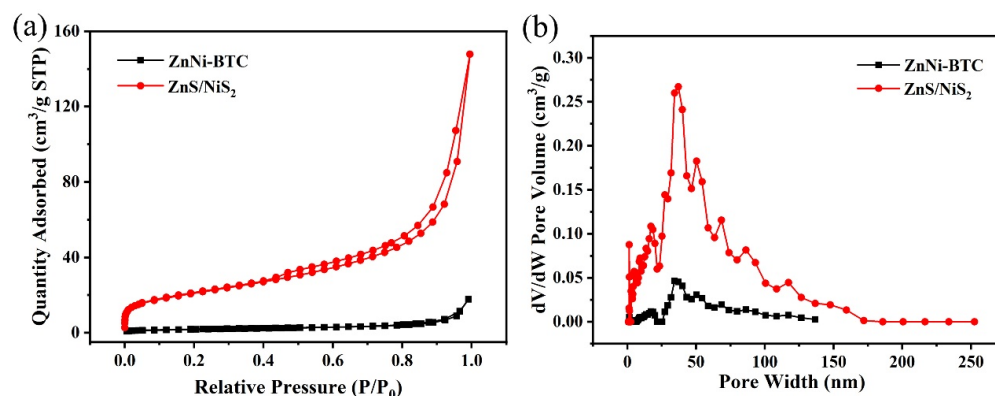 (a)
Quantity Adsorbed (cm³/g STP)
160
120
80
40
0
ZnNi-BTC
ZnS/NiS₂
0.0 0.2 0.4 0.6 0.8 1.0
Relative Pressure (P/P₀)
(b)
dV/dW Pore Volume (cm³/g)
0.30
0.25
0.20
0.15
0.10
0.05
0.00
ZnNi-BTC
ZnS/NiS₂
0 50 100 150 200 250
Pore Width (nm)